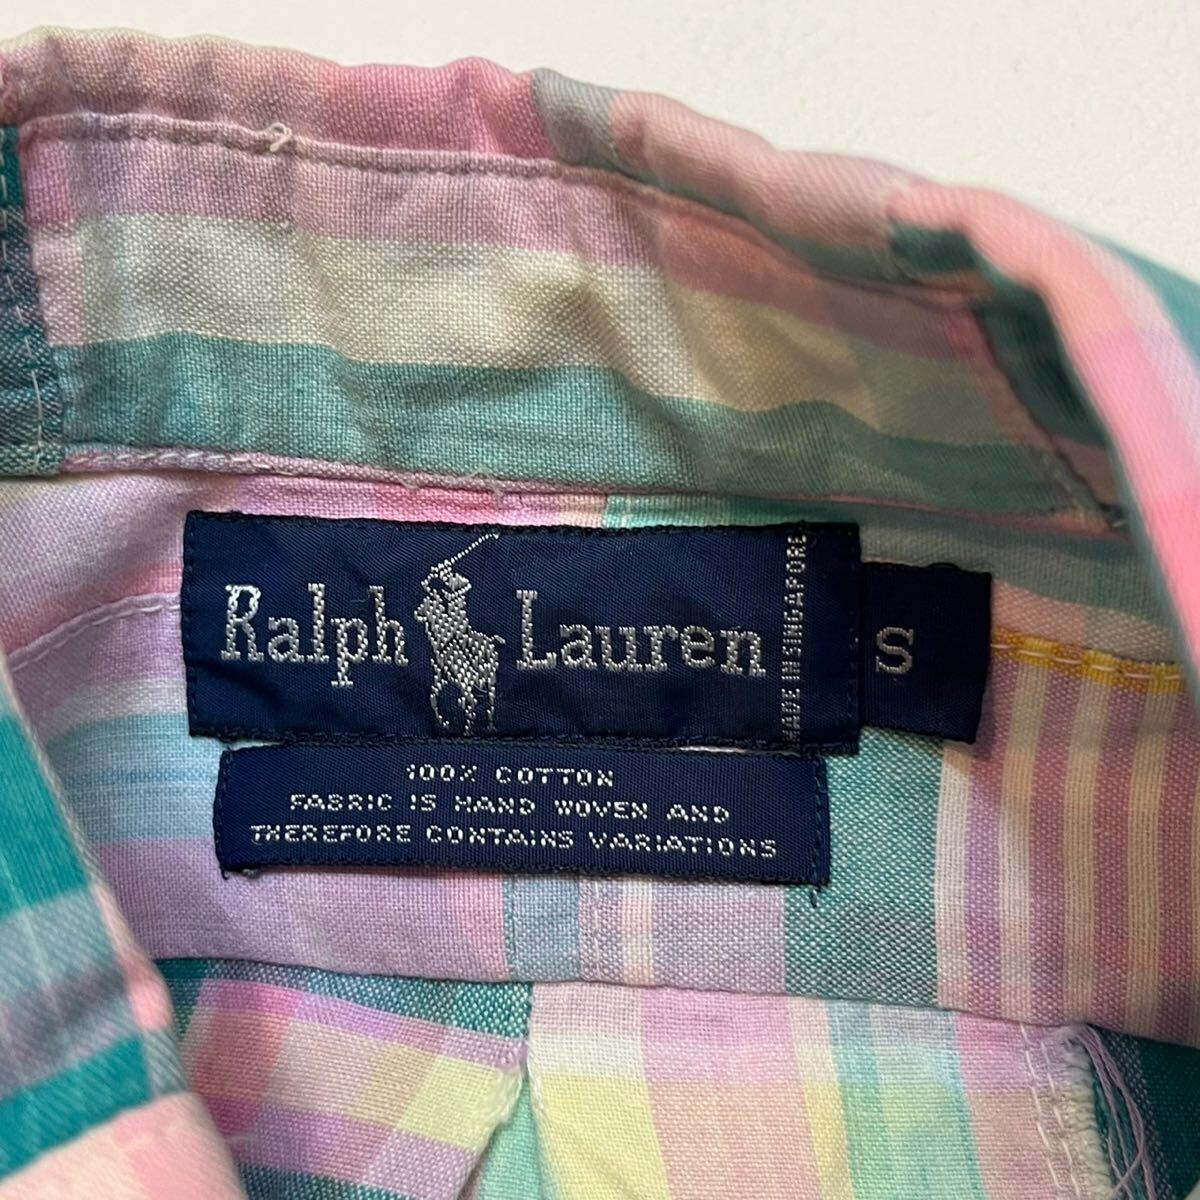 Ralph Lauren
MADE IN SINGAPORE
S
100% COTTON
FABRIC IS HAND WOVEN AND
THEREFORE CONTAINS VARIATIONS